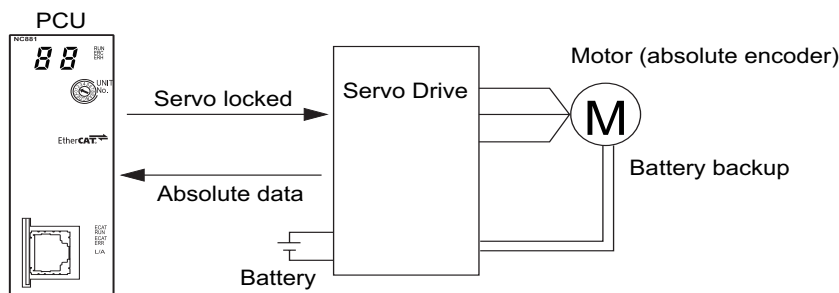 PCU
NC881
88
RUN
ERC
ERH
UNIT
No.
EtherCAT
ECAT
RUN
ECAT
ERR
L/A
Servo locked
Absolute data
Servo Drive
Battery
Motor (absolute encoder)
M
Battery backup